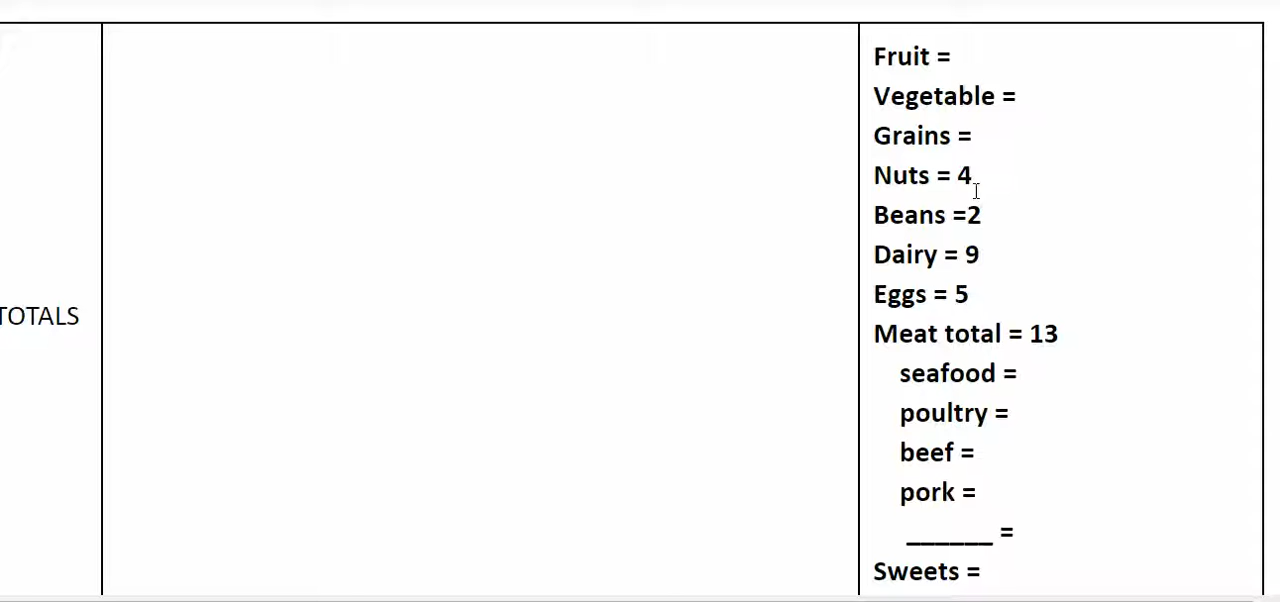 Fruit =
Vegetable =
Grains =
Nuts = 4
Beans =2
Dairy = 9
Eggs = 5
TOTALS
Meat total = 13
seafood =
poultry =
beef =
pork =
______ =
Sweets =